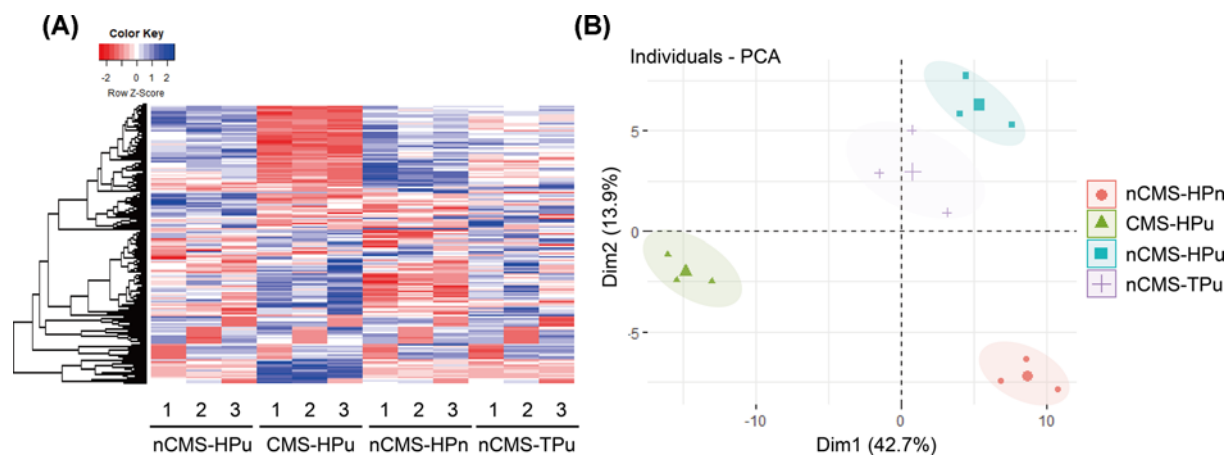 (A)
Color Key
-2 -1 0 1 2
Row Z-Score
1 2 3 1 2 3 1 2 3 1 2 3
nCMS-HPu CMS-HPu nCMS-HPn nCMS-TPu
(B)
Individuals - PCA
Dim2 (13.9%)
5
0
-5
-10 0 5 10
Dim1 (42.7%)
nCMS-HPn
CMS-HPu
nCMS-HPu
nCMS-TPu